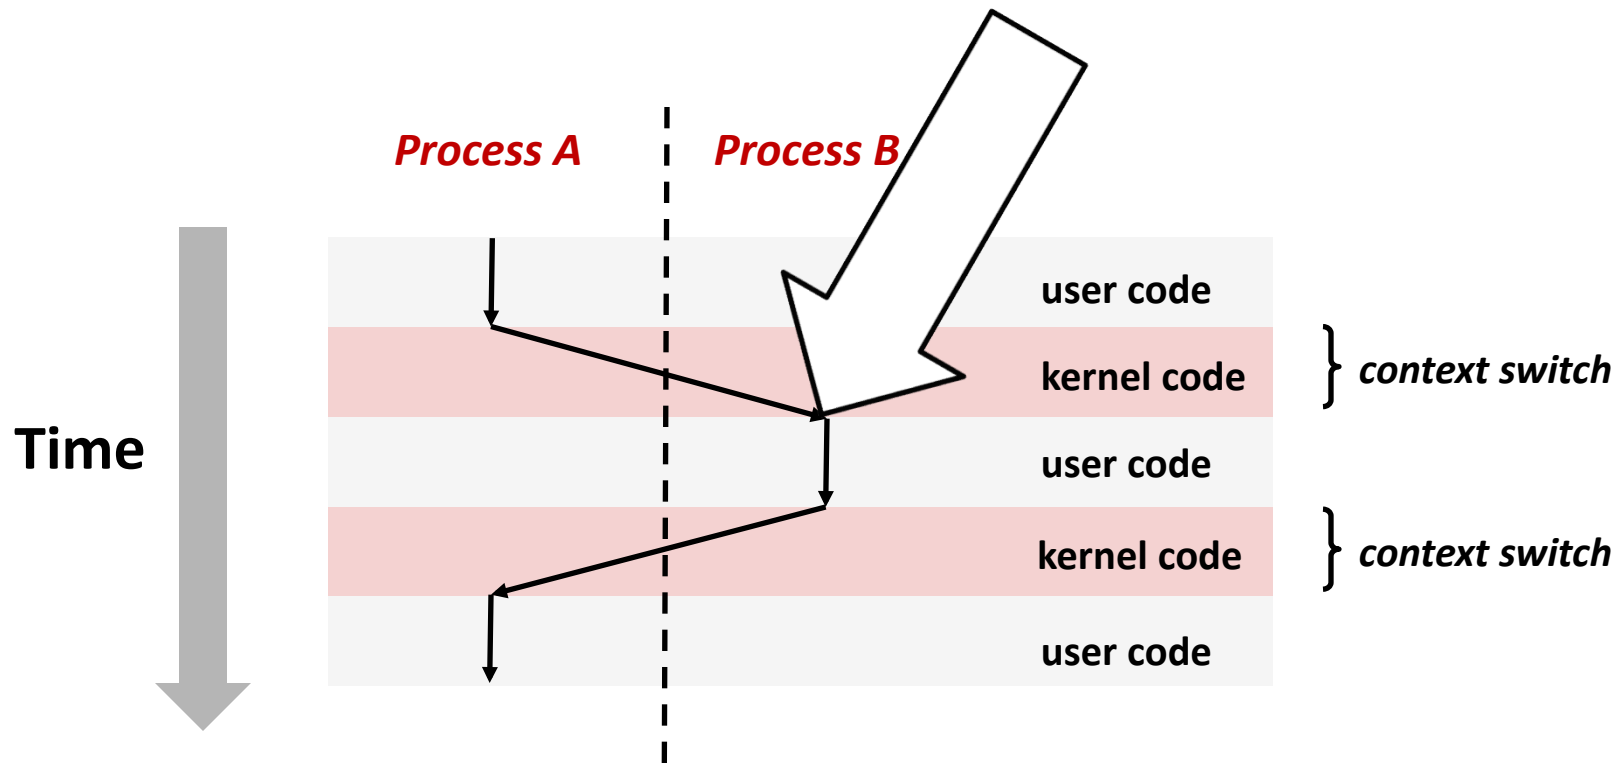 Process A
Process B
user code
kernel code
context switch
Time
user code
kernel code
context switch
user code